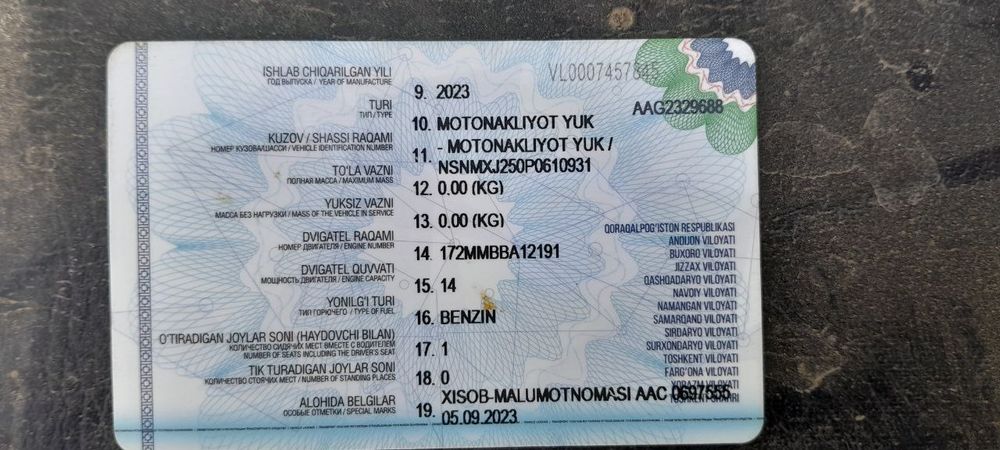 VL0007457845
AAG2329688
ISHLAB CHIQARILGAN YILI
ГОД ВЫПУСКА / YEAR OF MANUFACTURE
9. 2023
TURI
ТИП / TYPE
10. MOTONAKLIYOT YUK
KUZOV / SHASSI RAQAMI
НОМЕР КУЗОВА/ШАССИ / VEHICLE IDENTIFICATION NUMBER
11. - MOTONAKLIYOT YUK /
NSNMXJ250P0610931
TO'LA VAZNI
ПОЛНАЯ МАССА / MAXIMUM MASS
12. 0.00 (KG)
YUKSIZ VAZNI
МАССА БЕЗ НАГРУЗКИ / MASS OF THE VEHICLE IN SERVICE
13. 0.00 (KG)
DVIGATEL RAQAMI
НОМЕР ДВИГАТЕЛЯ / ENGINE NUMBER
14. 172MMBBA12191
DVIGATEL QUVVATI
МОЩНОСТЬ ДВИГАТЕЛЯ / ENGINE CAPACITY
15. 14
YONILG'I TURI
ТИП ГОРЮЧЕГО / TYPE OF FUEL
16. BENZIN
O'TIRADIGAN JOYLAR SONI (HAYDOVCHI BILAN)
КОЛИЧЕСТВО СИДЯЧИХ МЕСТ ВМЕСТЕ С ВОДИТЕЛЕМ
NUMBER OF SEATS INCLUDING THE DRIVER'S SEAT
17. 1
TIK TURADIGAN JOYLAR SONI
КОЛИЧЕСТВО СТОЯЧИХ МЕСТ / NUMBER OF STANDING PLACES
18. 0
ALOHIDA BELGILAR
ОСОБЫЕ ОТМЕТКИ / SPECIAL MARKS
19. XISOB-MALUMOTNOMASI AAC 0697555
05.09.2023
QORAQALPOG'ISTON RESPUBLIKASI
ANDIJON VILOYATI
BUXORO VILOYATI
JIZZAX VILOYATI
QASHQADARYO VILOYATI
NAVOIY VILOYATI
NAMANGAN VILOYATI
SAMARQAND VILOYATI
SIRDARYO VILOYATI
SURXONDARYO VILOYATI
TOSHKENT VILOYATI
FARG'ONA VILOYATI
XORAZM VILOYATI
TOSHKENT SHAHRI